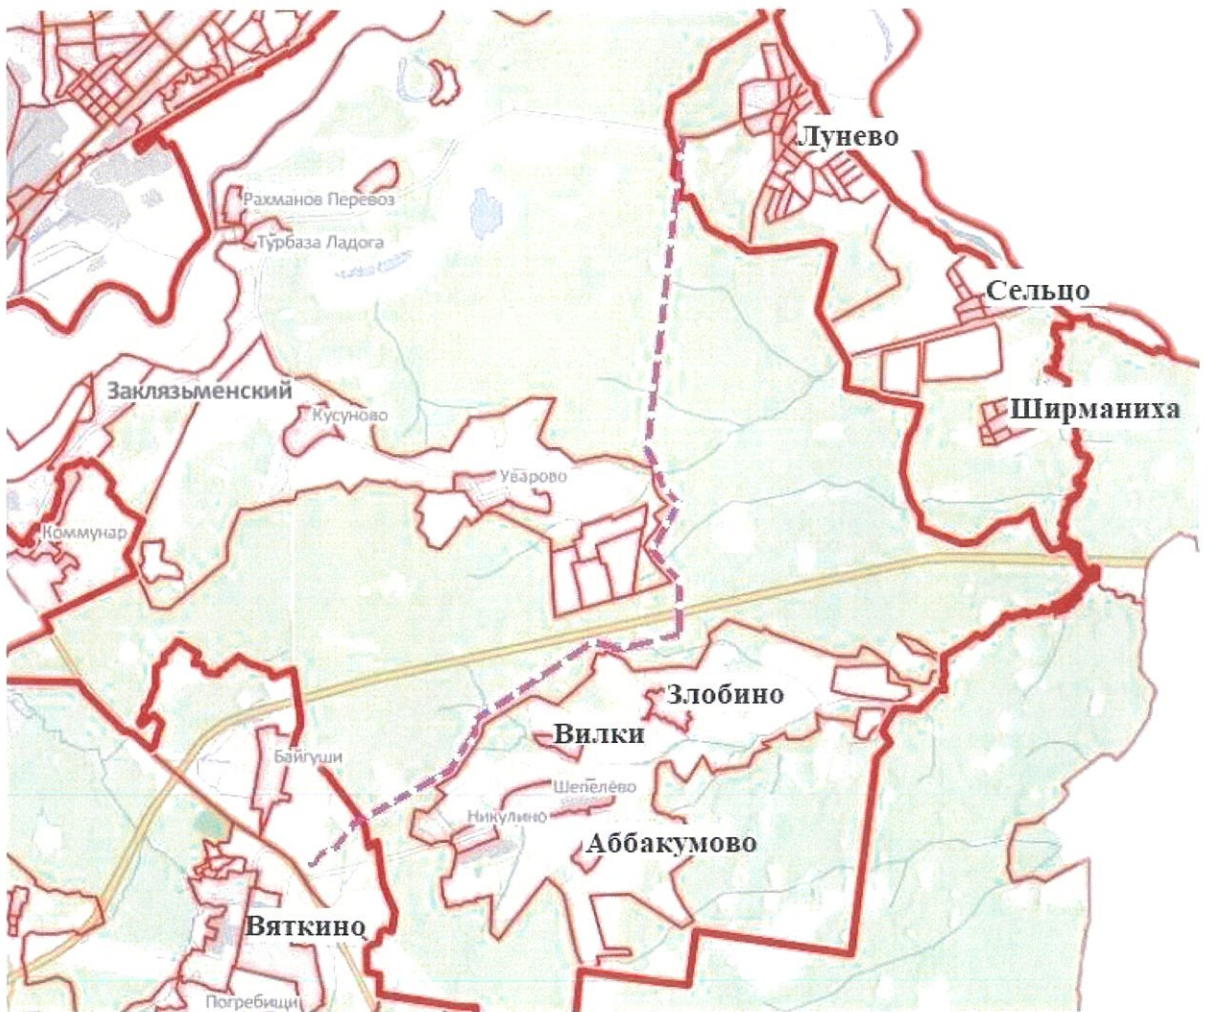 Лунево
Рахманов Перевоз
Турбаза Ладога
Сельцо
Заклязьменский
Кусуново
Ширманиха
Уварово
Коммунар
Злобино
Вилки
Байгуши
Шепелево
Никулино
Аббакумово
Вяткино
Погребищи